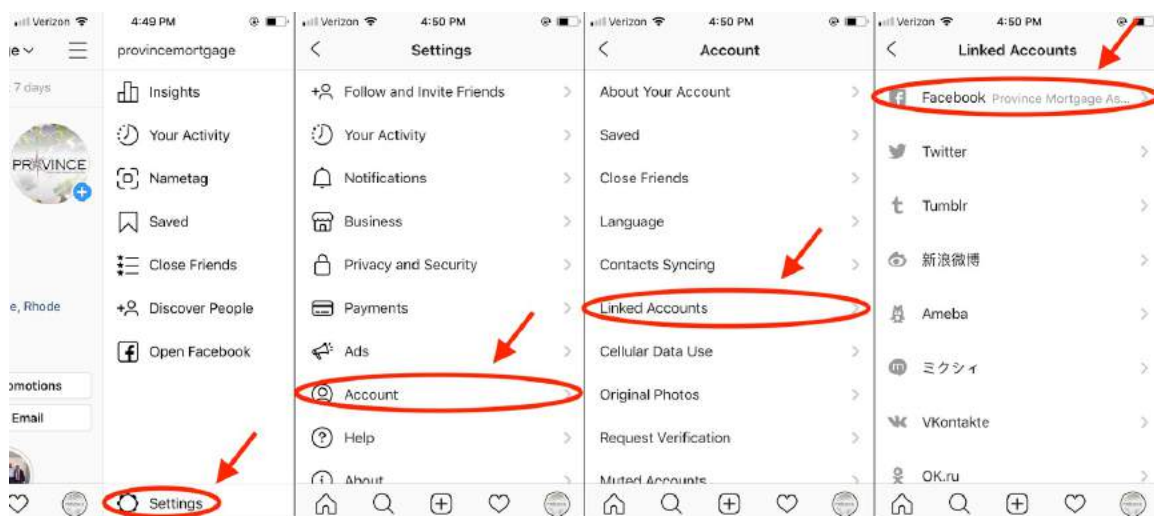 Verizon
4:49 PM
7 days
PROVINCE
e, Rhode
omotions
Email
provincemortgage
Insights
Your Activity
Nametag
Saved
Close Friends
Discover People
Open Facebook
Settings
Verizon
4:50 PM
Settings
Follow and Invite Friends
Your Activity
Notifications
Business
Privacy and Security
Payments
Ads
Account
Help
About
Verizon
4:50 PM
Account
About Your Account
Saved
Close Friends
Language
Contacts Syncing
Linked Accounts
Cellular Data Use
Original Photos
Request Verification
Muted Accounts
Verizon
4:50 PM
Linked Accounts
Facebook Province Mortgage As...
Twitter
Tumblr
新浪微博
Ameba
ミクシィ
VKontakte
OK.ru